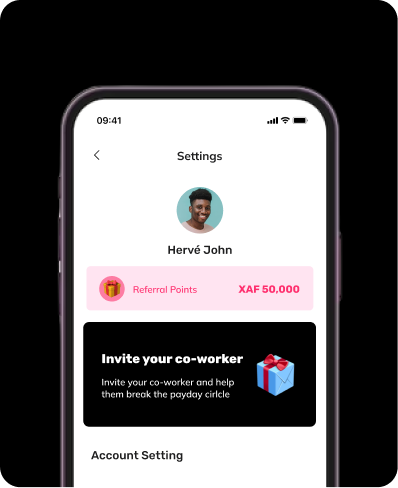 09:41
Settings
Hervé John
Referral Points XAF 50,000
Invite your co-worker
Invite your co-worker and help
them break the payday cirlcle
Account Setting